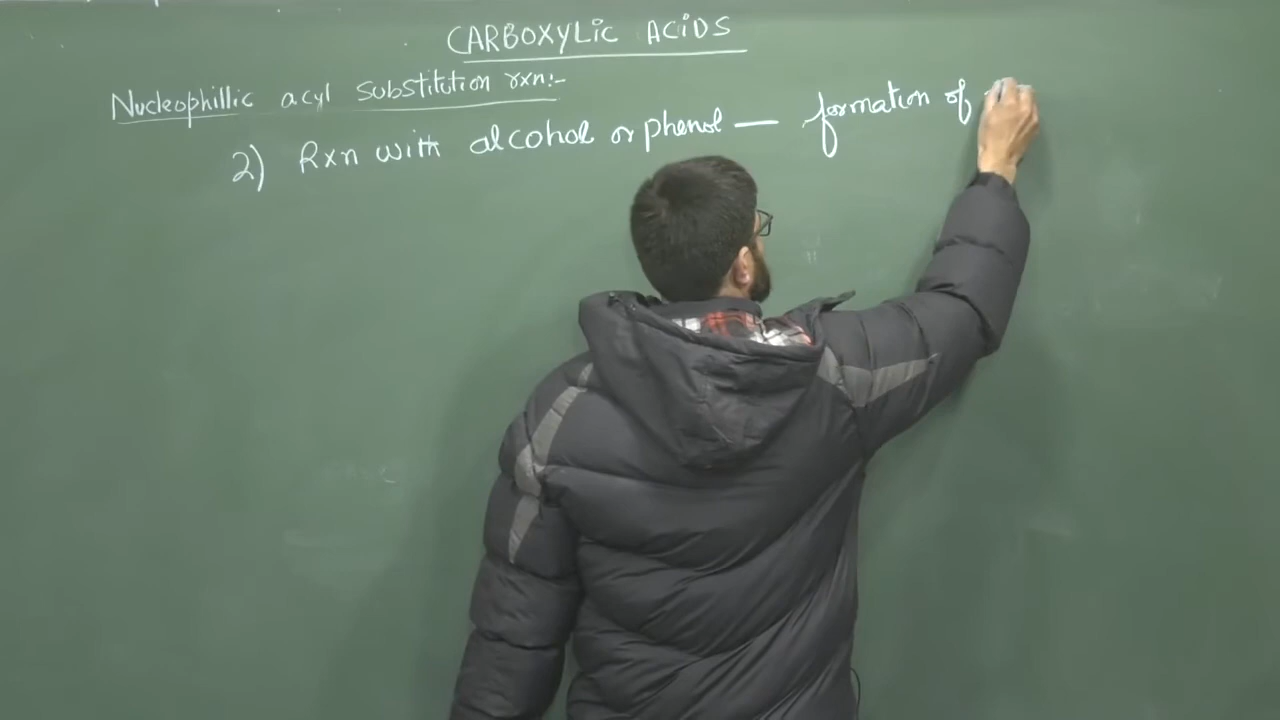 CARBOXYLIC ACIDS
Nucleophillic acyl substitution rxn:-
2) Rxn with alcohol or phenol — formation of